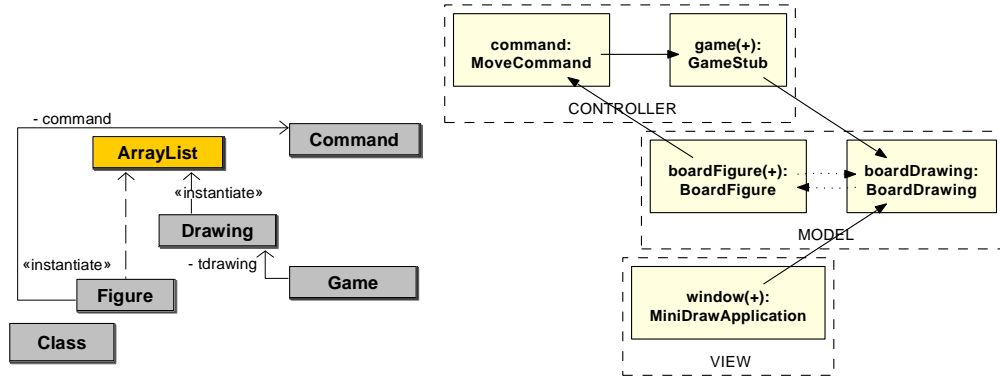 - command
Command
ArrayList
«instantiate»
Drawing
- tdrawing
«instantiate»
Figure
Game
Class
command:
MoveCommand
game(+):
GameStub
CONTROLLER
boardFigure(+):
BoardFigure
boardDrawing:
BoardDrawing
MODEL
window(+):
MiniDrawApplication
VIEW